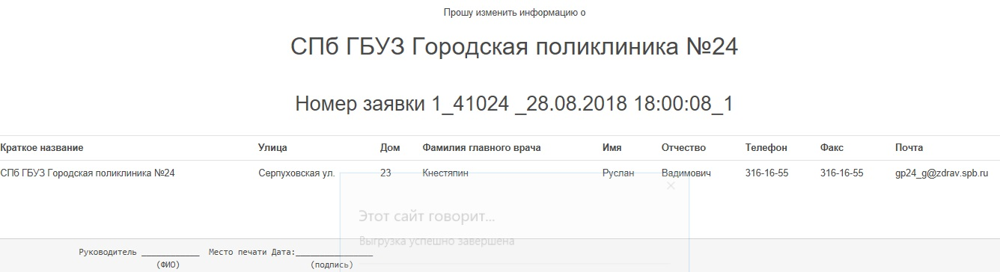 Прошу изменить информацию о
СПб ГБУЗ Городская поликлиника №24
Номер заявки 1_41024 _28.08.2018 18:00:08_1
Краткое название Улица Дом Фамилия главного врача Имя Отчество Телефон Факс Почта
СПб ГБУЗ Городская поликлиника №24 Серпуховская ул. 23 Кнестяпин Руслан Вадимович 316-16-55 316-16-55 gp24_g@zdrav.spb.ru
Этот сайт говорит...
Выгрузка успешно завершена
Руководитель ____________ Место печати Дата:________________
(ФИО) (подпись)